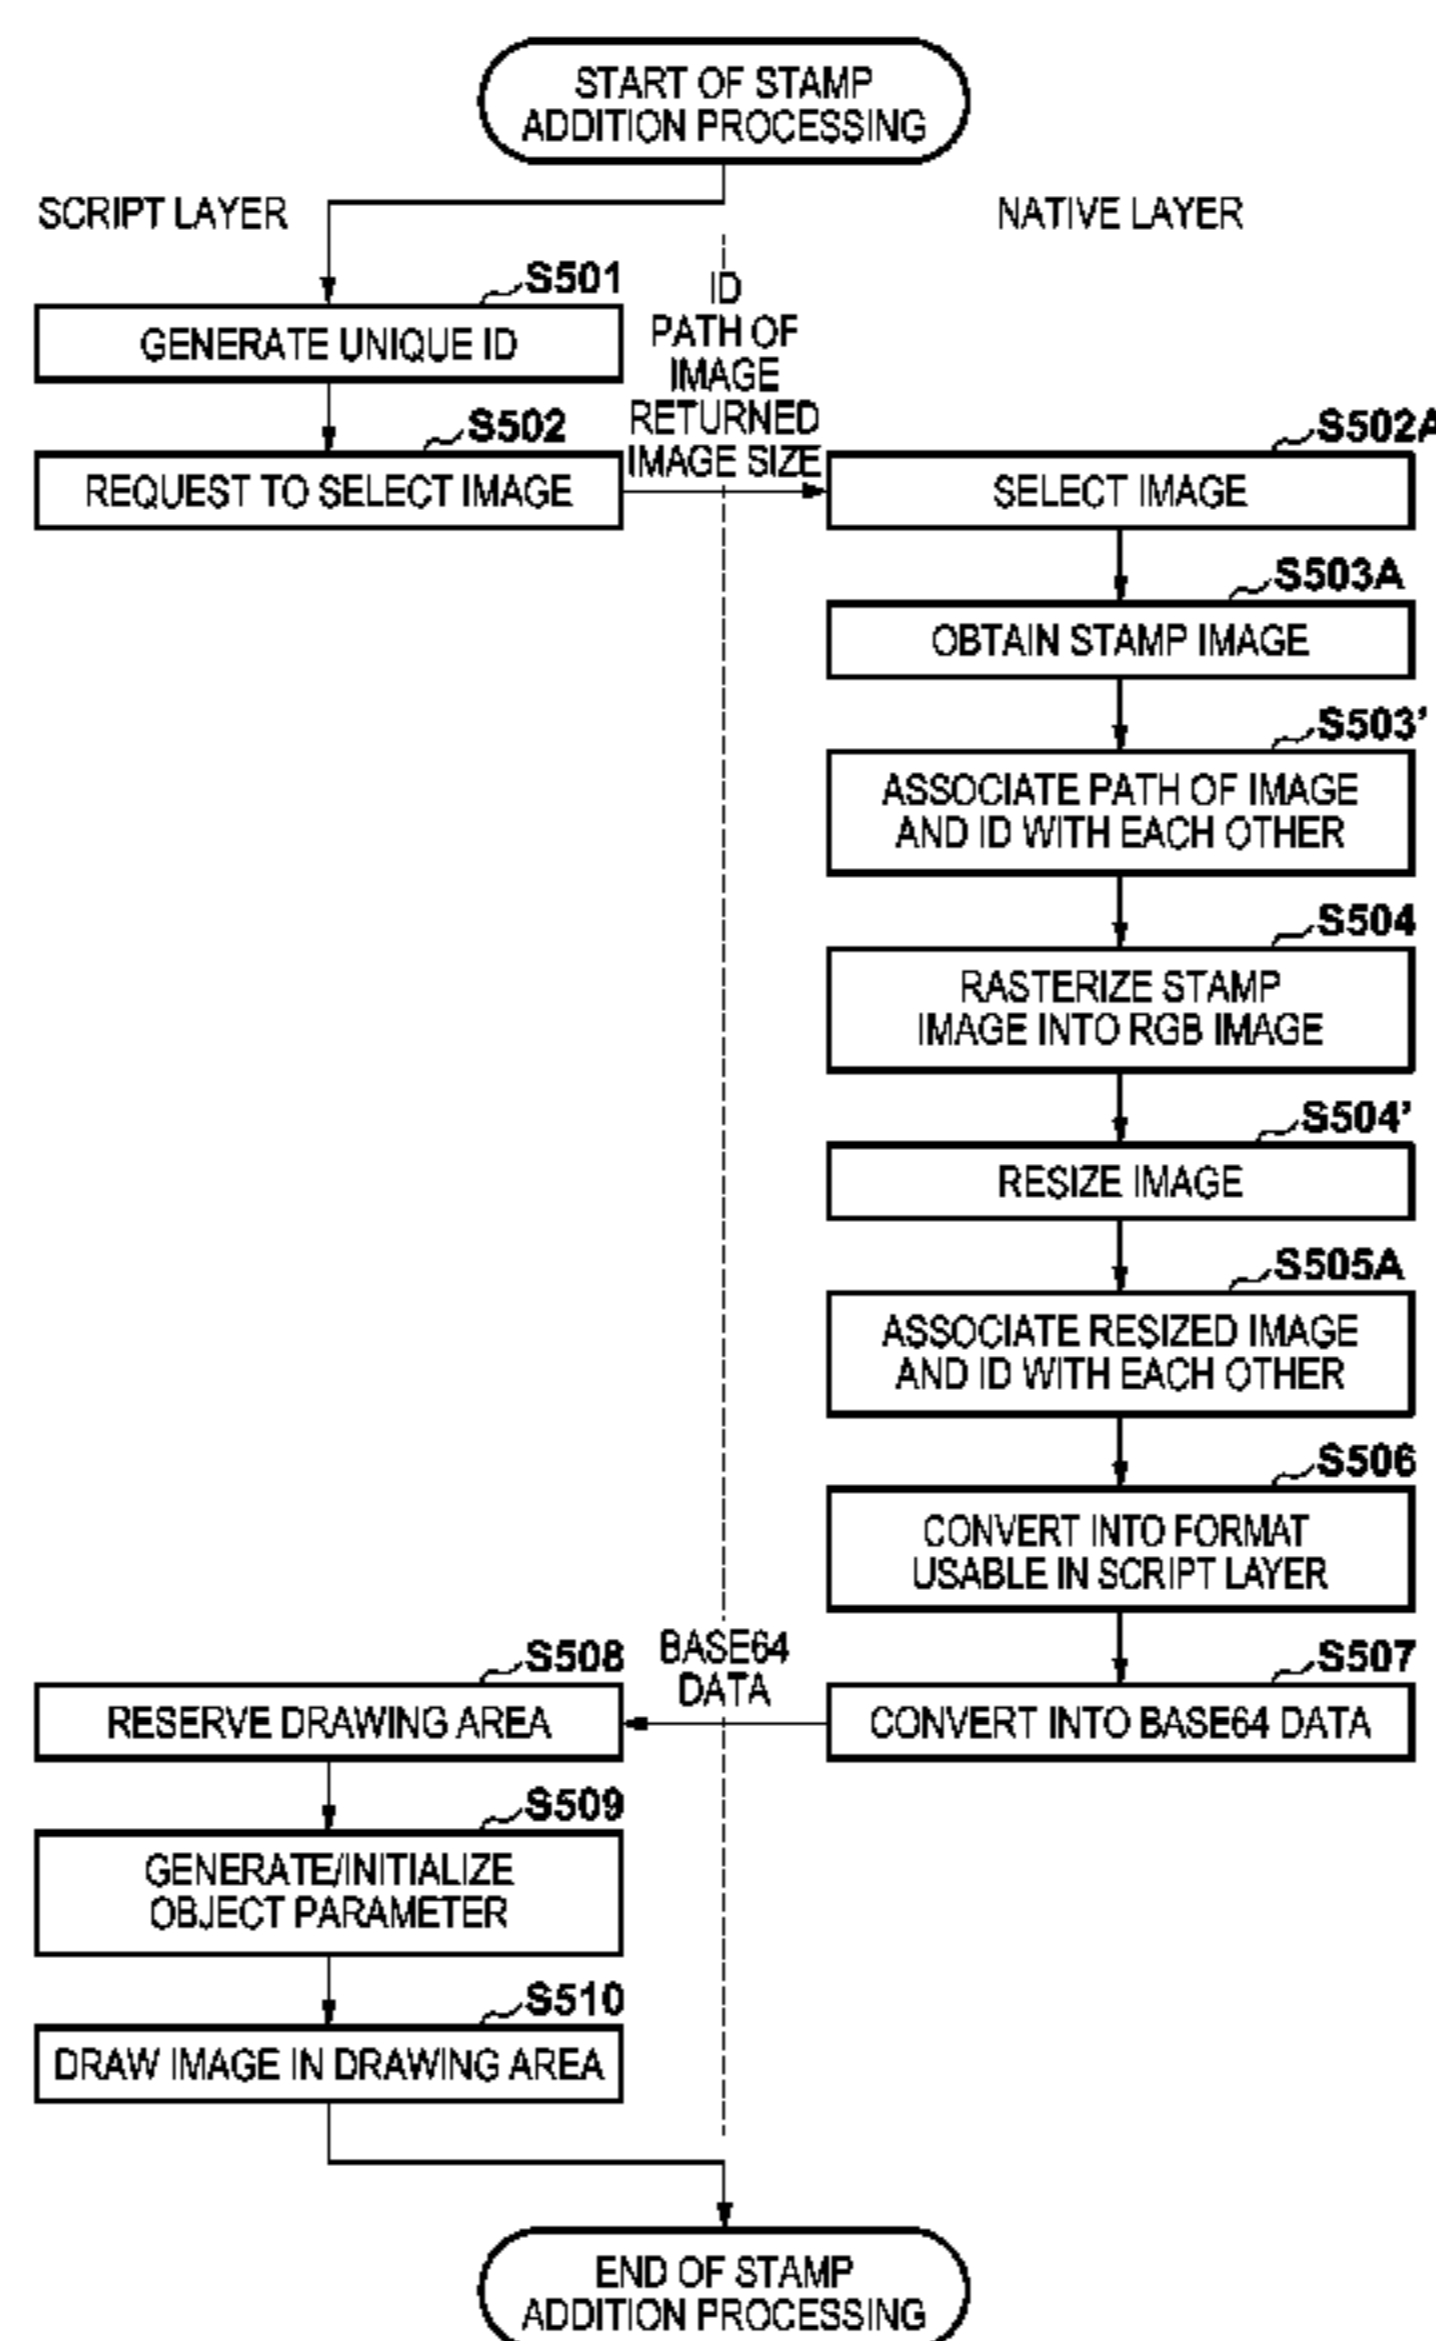 START OF STAMP
ADDITION PROCESSING
SCRIPT LAYER
NATIVE LAYER
S501
GENERATE UNIQUE ID
ID
PATH OF
IMAGE
RETURNED
IMAGE SIZE
S502
REQUEST TO SELECT IMAGE
S502A
SELECT IMAGE
S503A
OBTAIN STAMP IMAGE
S503’
ASSOCIATE PATH OF IMAGE
AND ID WITH EACH OTHER
S504
RASTERIZE STAMP
IMAGE INTO RGB IMAGE
S504’
RESIZE IMAGE
S505A
ASSOCIATE RESIZED IMAGE
AND ID WITH EACH OTHER
S506
CONVERT INTO FORMAT
USABLE IN SCRIPT LAYER
S507
CONVERT INTO BASE64 DATA
BASE64
DATA
S508
RESERVE DRAWING AREA
S509
GENERATE/INITIALIZE
OBJECT PARAMETER
S510
DRAW IMAGE IN DRAWING AREA
END OF STAMP
ADDITION PROCESSING